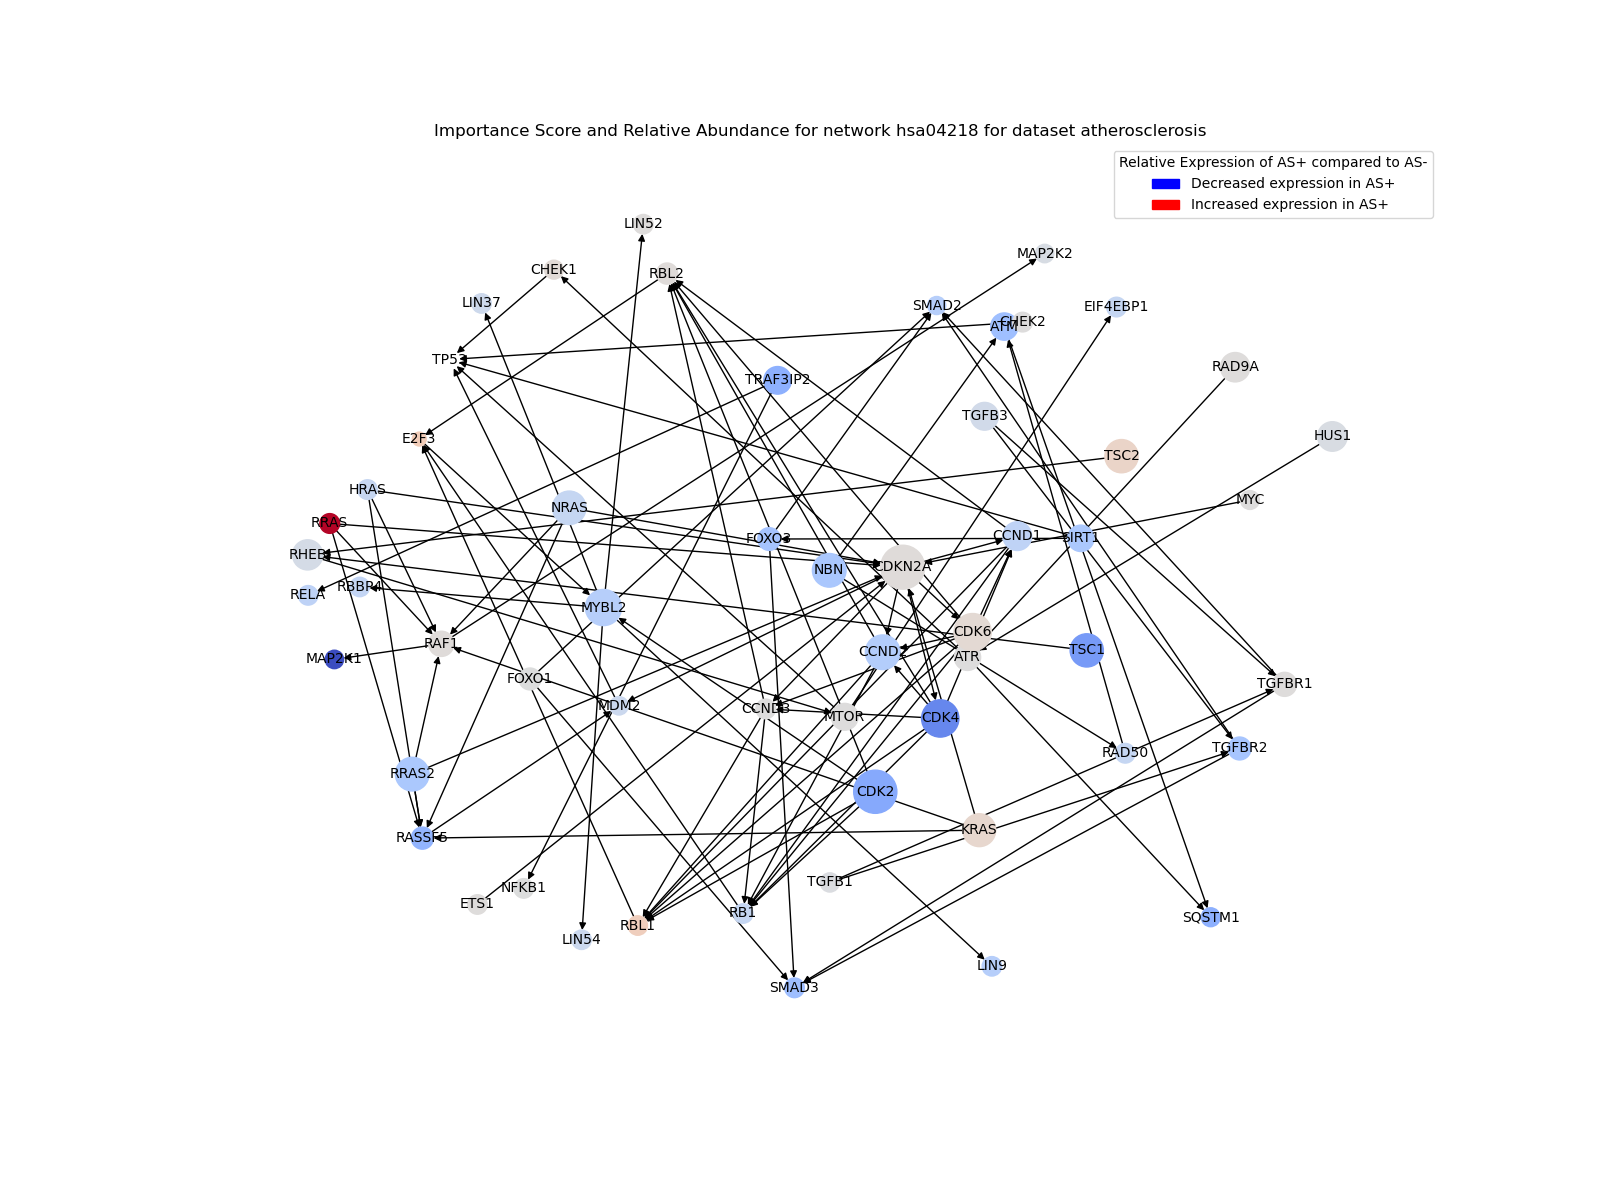 Importance Score and Relative Abundance for network hsa04218 for dataset atherosclerosis
Relative Expression of AS+ compared to AS-
Decreased expression in AS+
Increased expression in AS+
LIN52
MAP2K2
CHEK1
RBL2
LIN37
SMAD2
EIF4EBP1
CHEK2
ATM
TP53
RAD9A
TRAF3IP2
TGFB3
E2F3
HUS1
TSC2
HRAS
MYC
NRAS
RRAS
CCND1
SIRT1
FOXO3
RHEB
CDKN2A
NBN
RBBP4
RELA
MYBL2
CDK6
RAF1
TSC1
CCND
ATR
MAP2K1
FOXO1
TGFBR1
MDM2
CCND3
MTOR
CDK4
TGFBR2
RAD50
RRAS2
CDK2
KRAS
RASSF5
TGFB1
NFKB1
ETS1
RB1
SQSTM1
RBL1
LIN54
LIN9
SMAD3